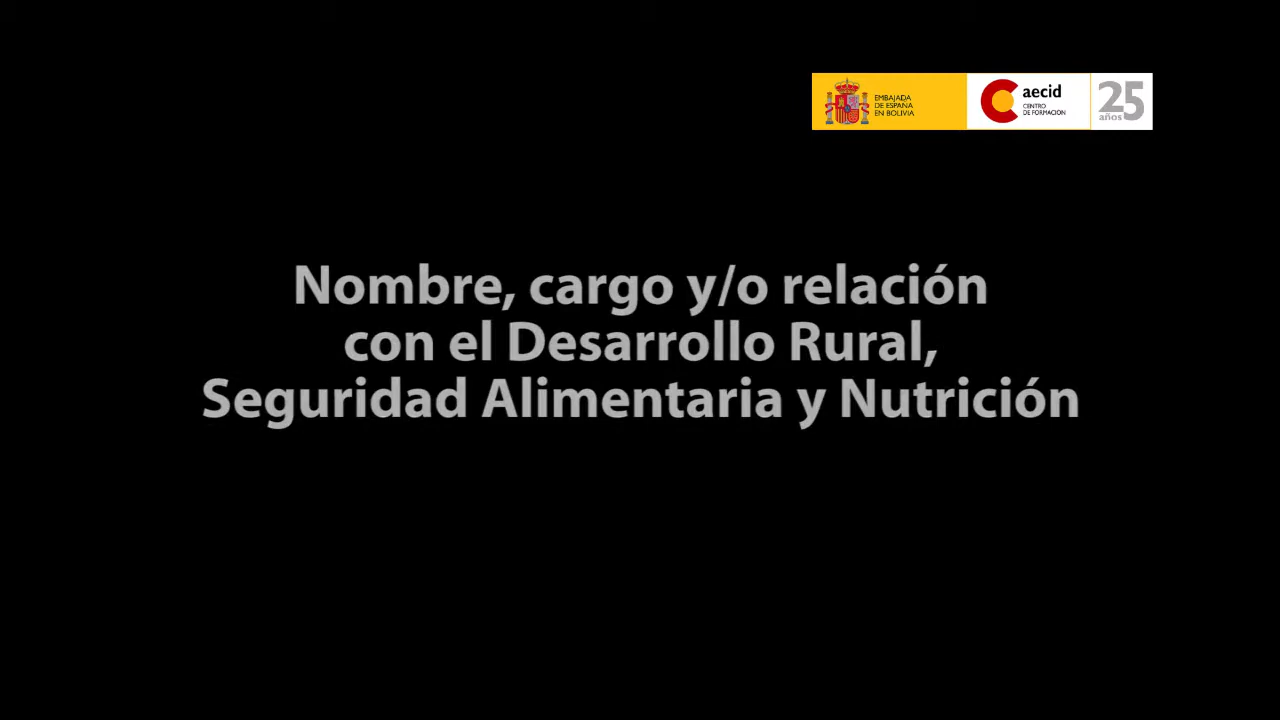 EMBAJADA
DE ESPAÑA
EN BOLIVIA
aecid
CENTRO
DE FORMACIÓN
25
años
Nombre, cargo y/o relación
con el Desarrollo Rural,
Seguridad Alimentaria y Nutrición